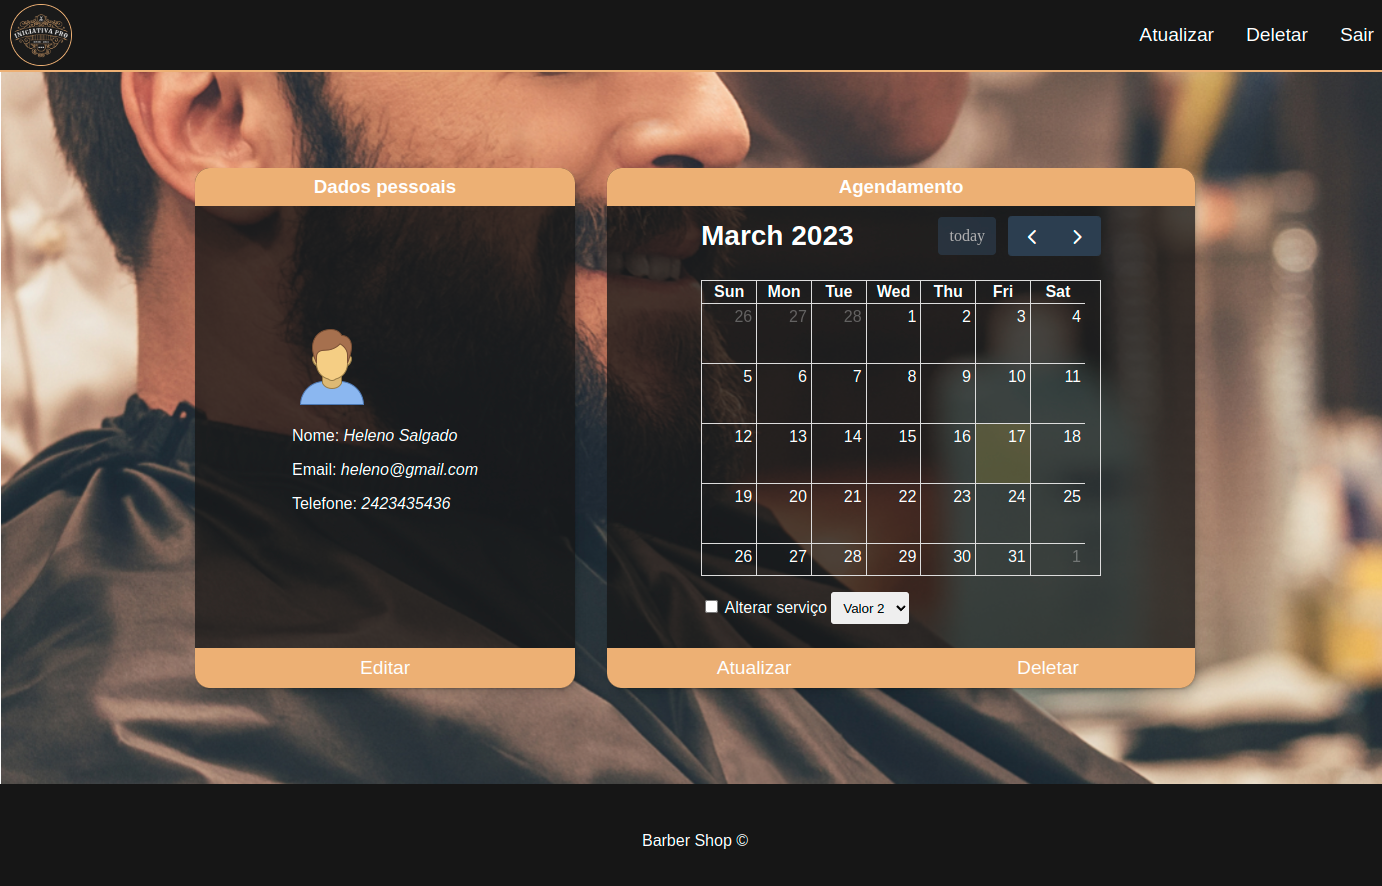 INICIATIVA PRO
Atualizar Deletar Sair
Dados pessoais
Nome: Heleno Salgado
Email: heleno@gmail.com
Telefone: 2423435436
Editar
Agendamento
March 2023 today
Sun Mon Tue Wed Thu Fri Sat
26 27 28 1 2 3 4
5 6 7 8 9 10 11
12 13 14 15 16 17 18
19 20 21 22 23 24 25
26 27 28 29 30 31 1
Alterar serviço Valor 2
Atualizar Deletar
Barber Shop ©